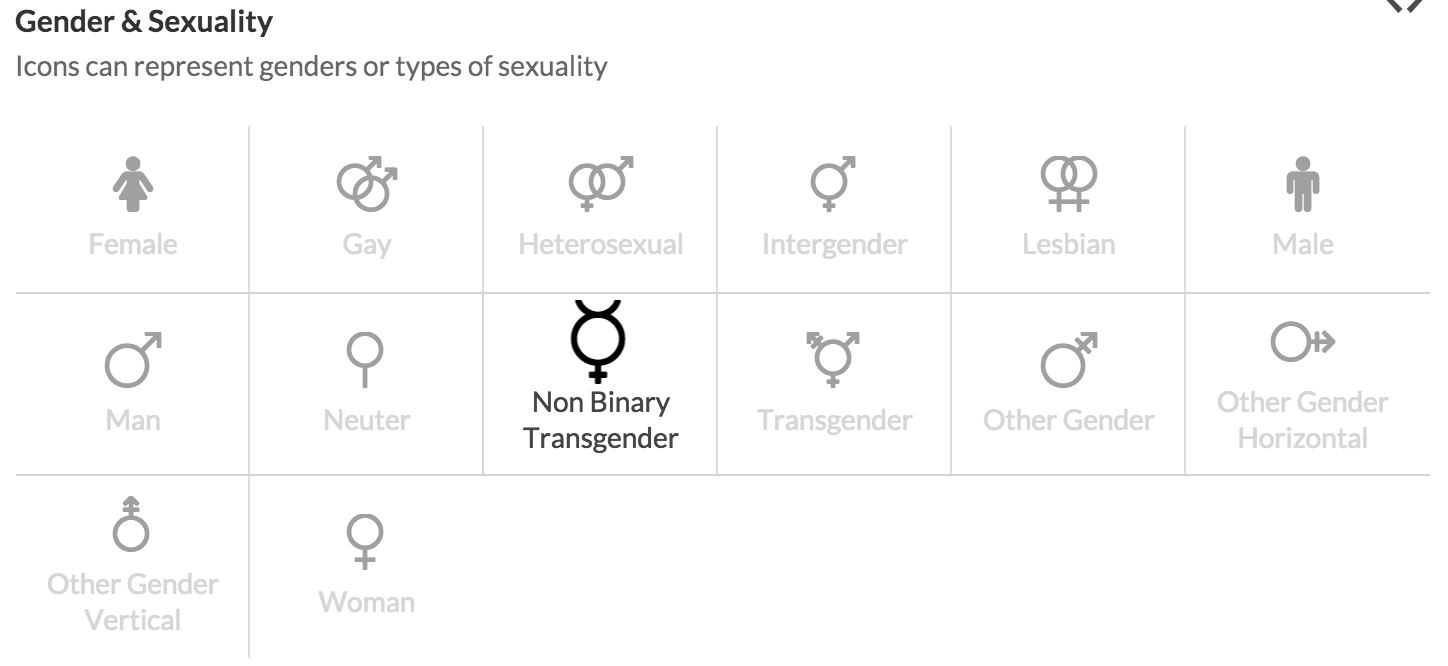 Gender & Sexuality
Icons can represent genders or types of sexuality
Female
Gay
Heterosexual
Intergender
Lesbian
Male
Man
Neuter
Non Binary
Transgender
Transgender
Other Gender
Other Gender
Horizontal
Other Gender
Vertical
Woman